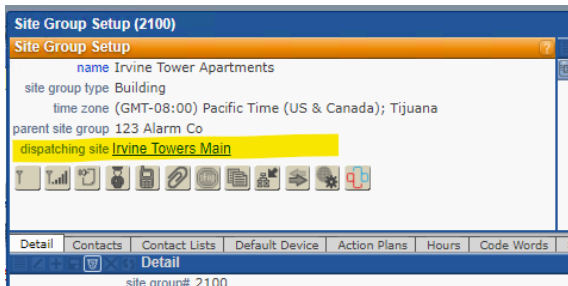 Site Group Setup (2100)
Site Group Setup ?
name Irvine Tower Apartments
site group type Building
time zone (GMT-08:00) Pacific Time (US & Canada); Tijuana
parent site group 123 Alarm Co
dispatching site Irvine Towers Main
Detail Contacts Contact Lists Default Device Action Plans Hours Code Words
Detail
site group# 2100